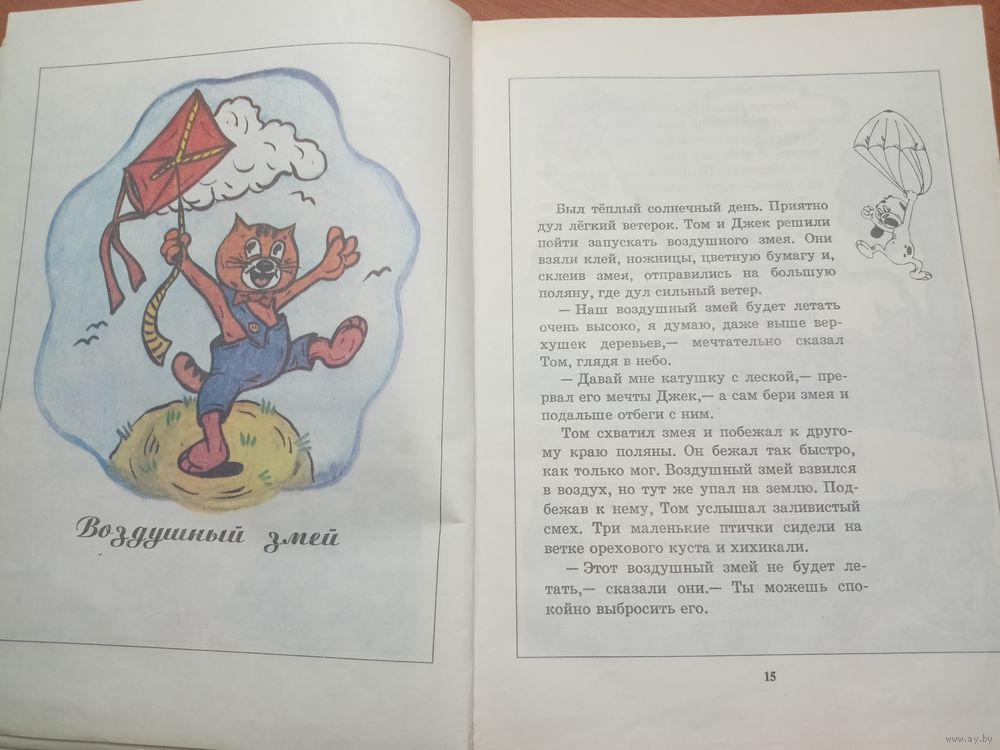 Воздушный змей
Был тёплый солнечный день. Приятно
дул лёгкий ветерок. Том и Джек решили
пойти запускать воздушного змея. Они
взяли клей, ножницы, цветную бумагу и,
склеив змея, отправились на большую
поляну, где дул сильный ветер.
— Наш воздушный змей будет летать
очень высоко, я думаю, даже выше вер-
хушек деревьев,— мечтательно сказал
Том, глядя в небо.
— Давай мне катушку с леской,— пре-
рвал его мечты Джек,— а сам бери змея и
подальше отбеги с ним.
Том схватил змея и побежал к друго-
му краю поляны. Он бежал так быстро,
как только мог. Воздушный змей взвился
в воздух, но тут же упал на землю. Под-
бежав к нему, Том услышал заливистый
смех. Три маленькие птички сидели на
ветке орехового куста и хихикали.
— Этот воздушный змей не будет ле-
тать,— сказали они.— Ты можешь спо-
койно выбросить его.
15
www.ay.by